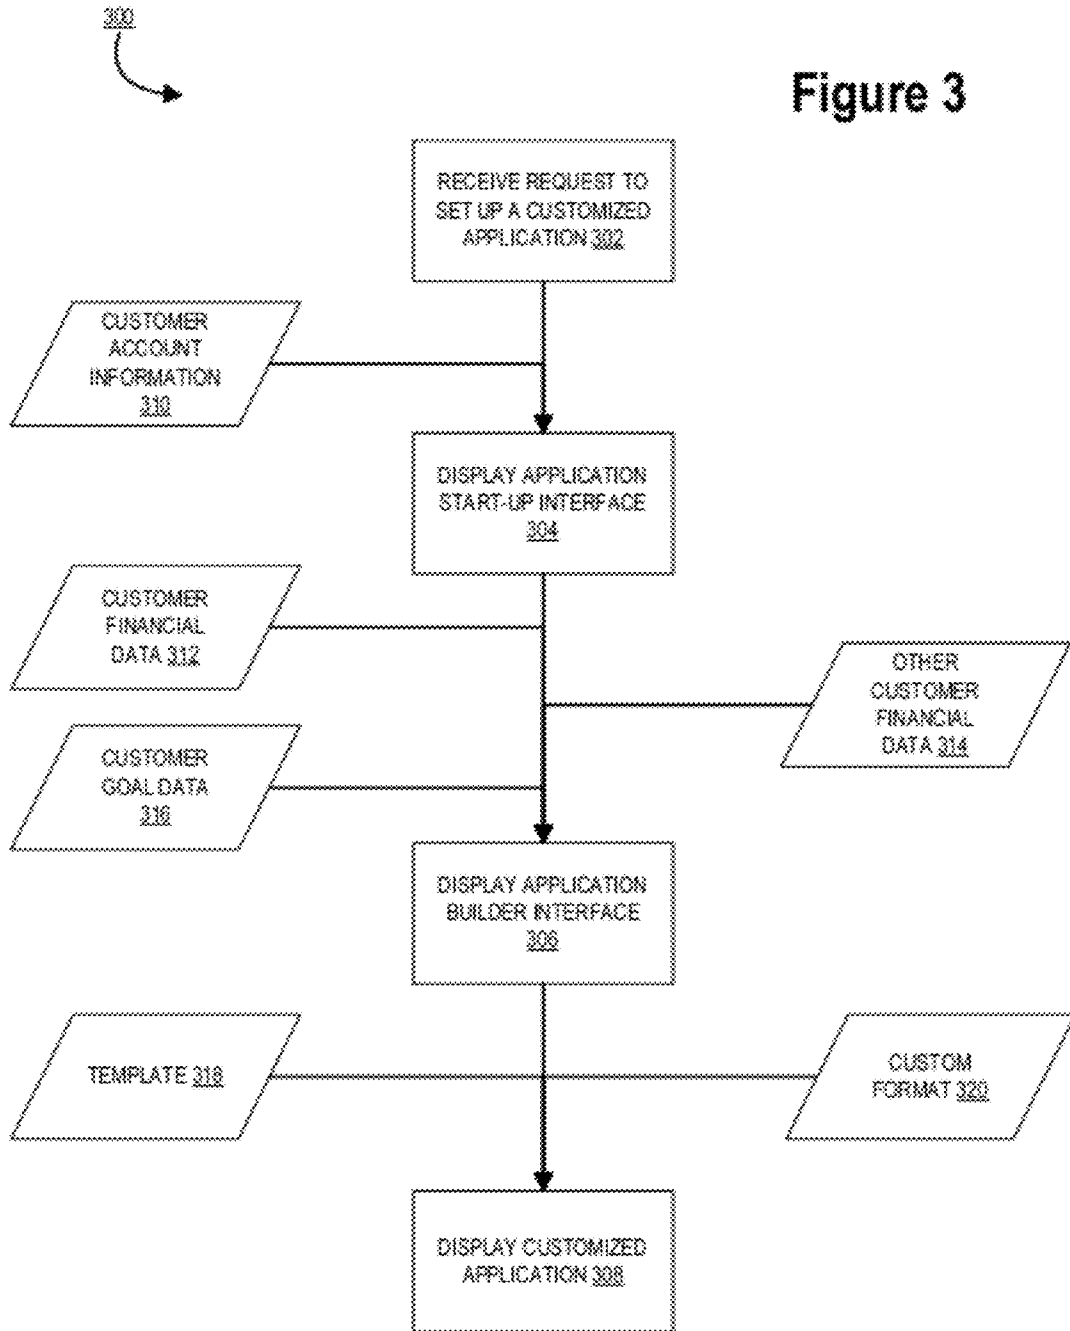 300
Figure 3
RECEIVE REQUEST TO
SET UP A CUSTOMIZED
APPLICATION 302
CUSTOMER
ACCOUNT
INFORMATION
310
DISPLAY APPLICATION
START-UP INTERFACE
304
CUSTOMER
FINANCIAL
DATA 312
OTHER
CUSTOMER
FINANCIAL
DATA 314
CUSTOMER
GOAL DATA
316
DISPLAY APPLICATION
BUILDER INTERFACE
306
TEMPLATE 318
CUSTOM
FORMAT 320
DISPLAY CUSTOMIZED
APPLICATION 308